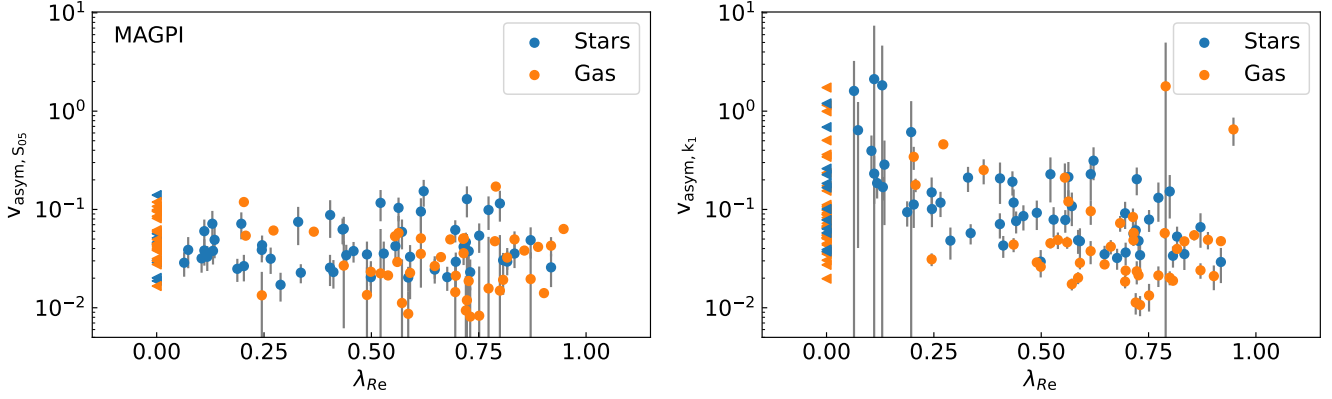 MAGPI
Stars
Gas
10¹
10⁰
10⁻¹
10⁻²
v_asym, S₀₅
0.00 0.25 0.50 0.75 1.00
λ_Re
Stars
Gas
10¹
10⁰
10⁻¹
10⁻²
v_asym, k₁
0.00 0.25 0.50 0.75 1.00
λ_Re